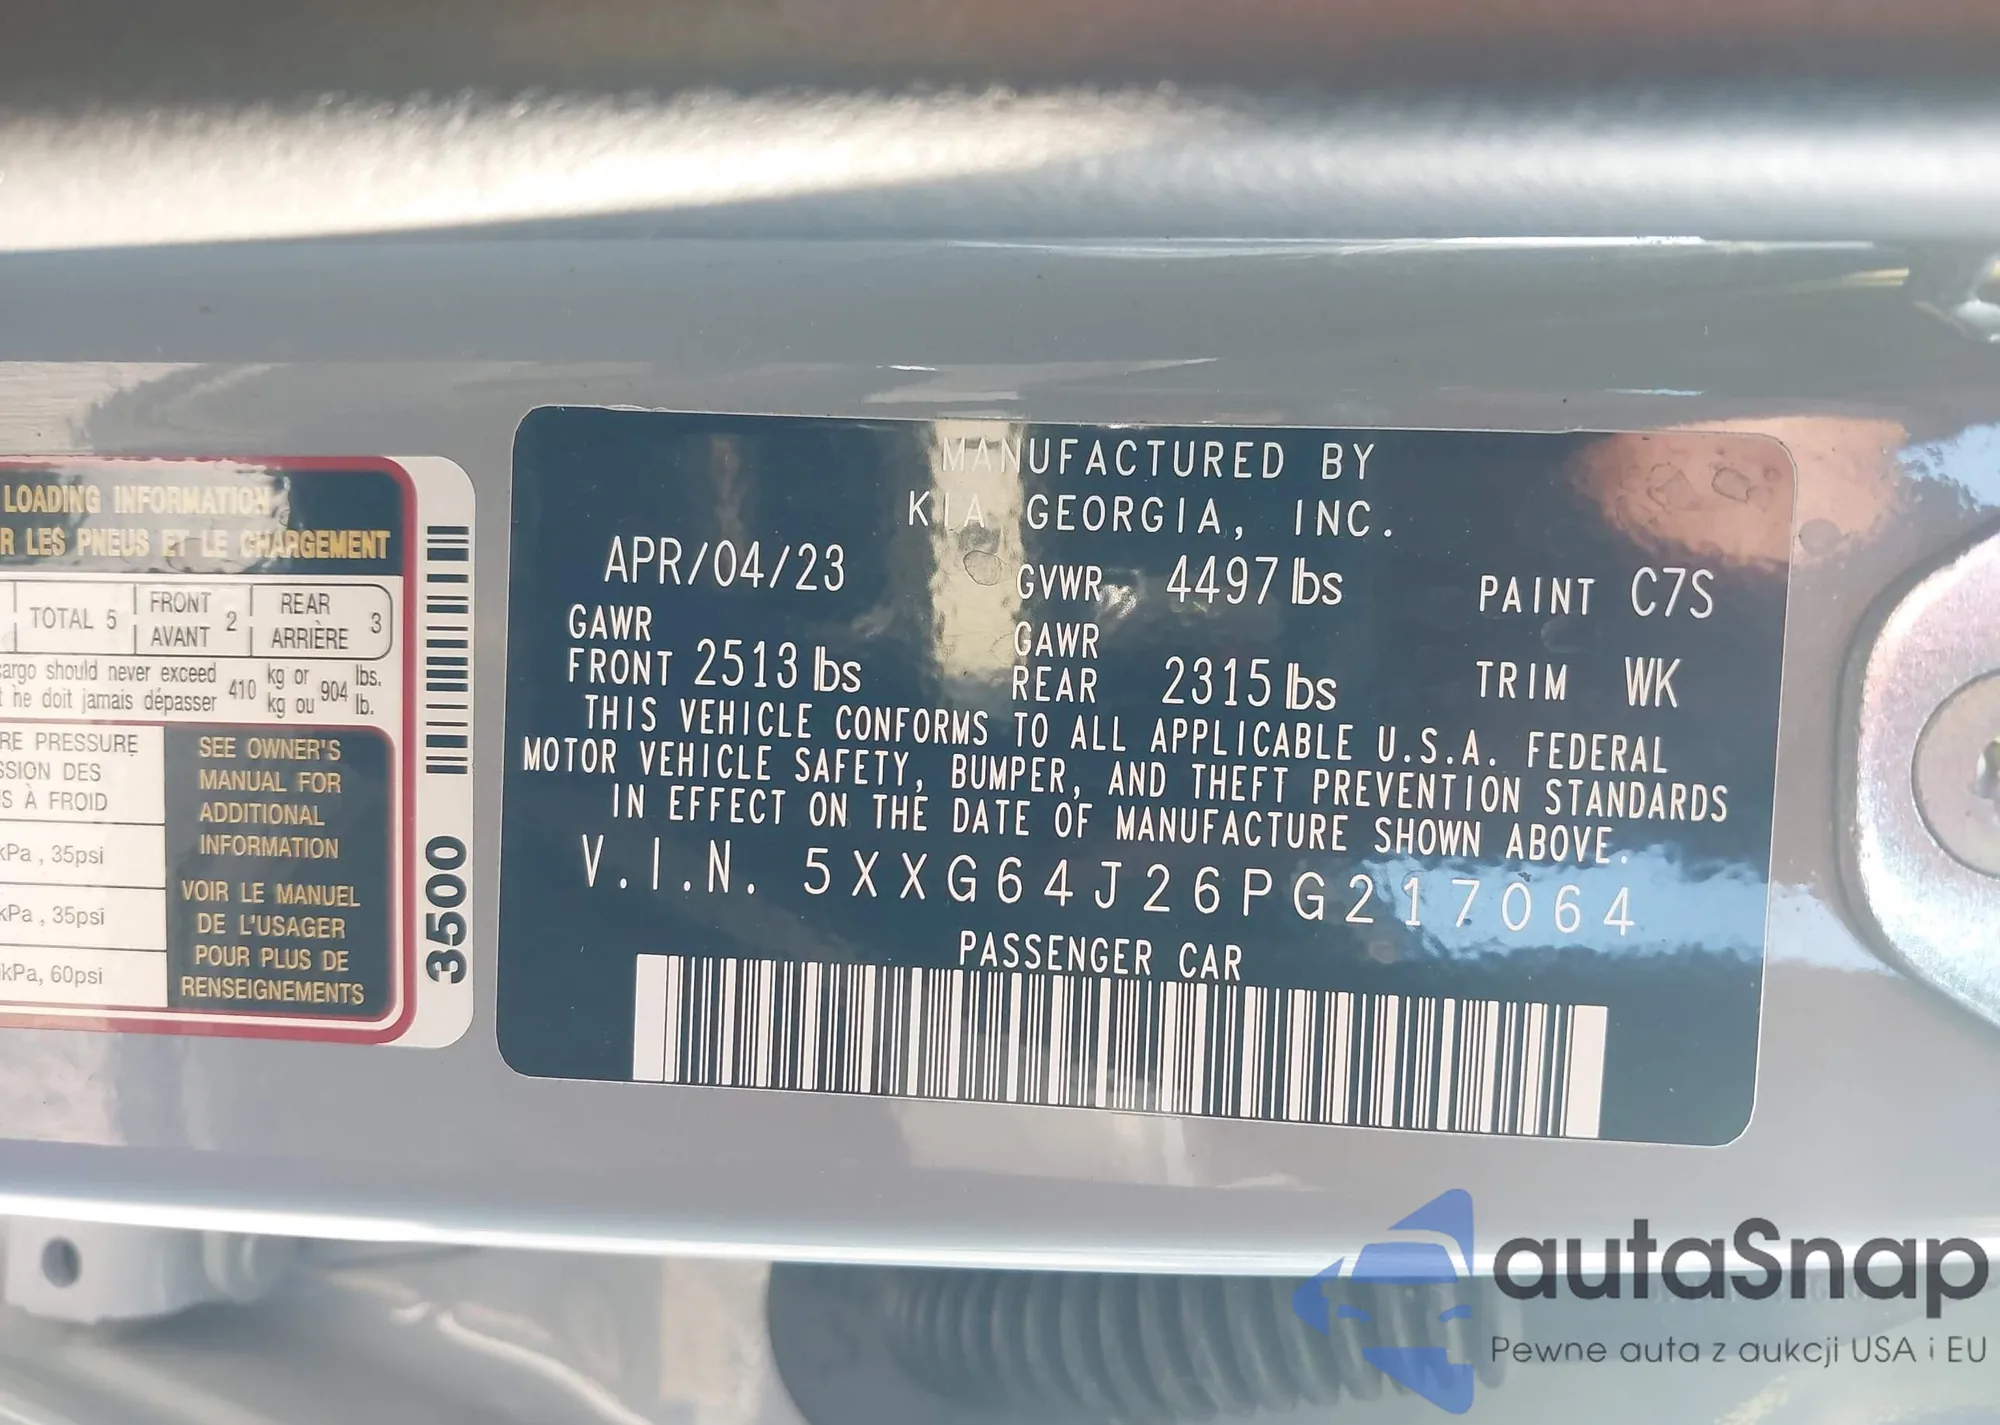 LOADING INFORMATION
R LES PNEUS ET LE CHARGEMENT
TOTAL 5 FRONT AVANT 2 REAR ARRIÈRE 3
cargo should never exceed 410 kg or 904 lbs.
t he doit jamais dépasser kg ou lb.
RE PRESSURE
SSION DES
S À FROID
kPa , 35psi
kPa , 35psi
kPa, 60psi
SEE OWNER'S
MANUAL FOR
ADDITIONAL
INFORMATION
VOIR LE MANUEL
DE L'USAGER
POUR PLUS DE
RENSEIGNEMENTS
3500
MANUFACTURED BY
KIA GEORGIA, INC.
APR/04/23 GVWR 4497 lbs PAINT C7S
GAWR FRONT 2513 lbs GAWR REAR 2315 lbs TRIM WK
THIS VEHICLE CONFORMS TO ALL APPLICABLE U.S.A. FEDERAL
MOTOR VEHICLE SAFETY, BUMPER, AND THEFT PREVENTION STANDARDS
IN EFFECT ON THE DATE OF MANUFACTURE SHOWN ABOVE.
V.I.N. 5XXG64J26PG217064
PASSENGER CAR
autaSnap
Pewne auta z aukcji USA i EU